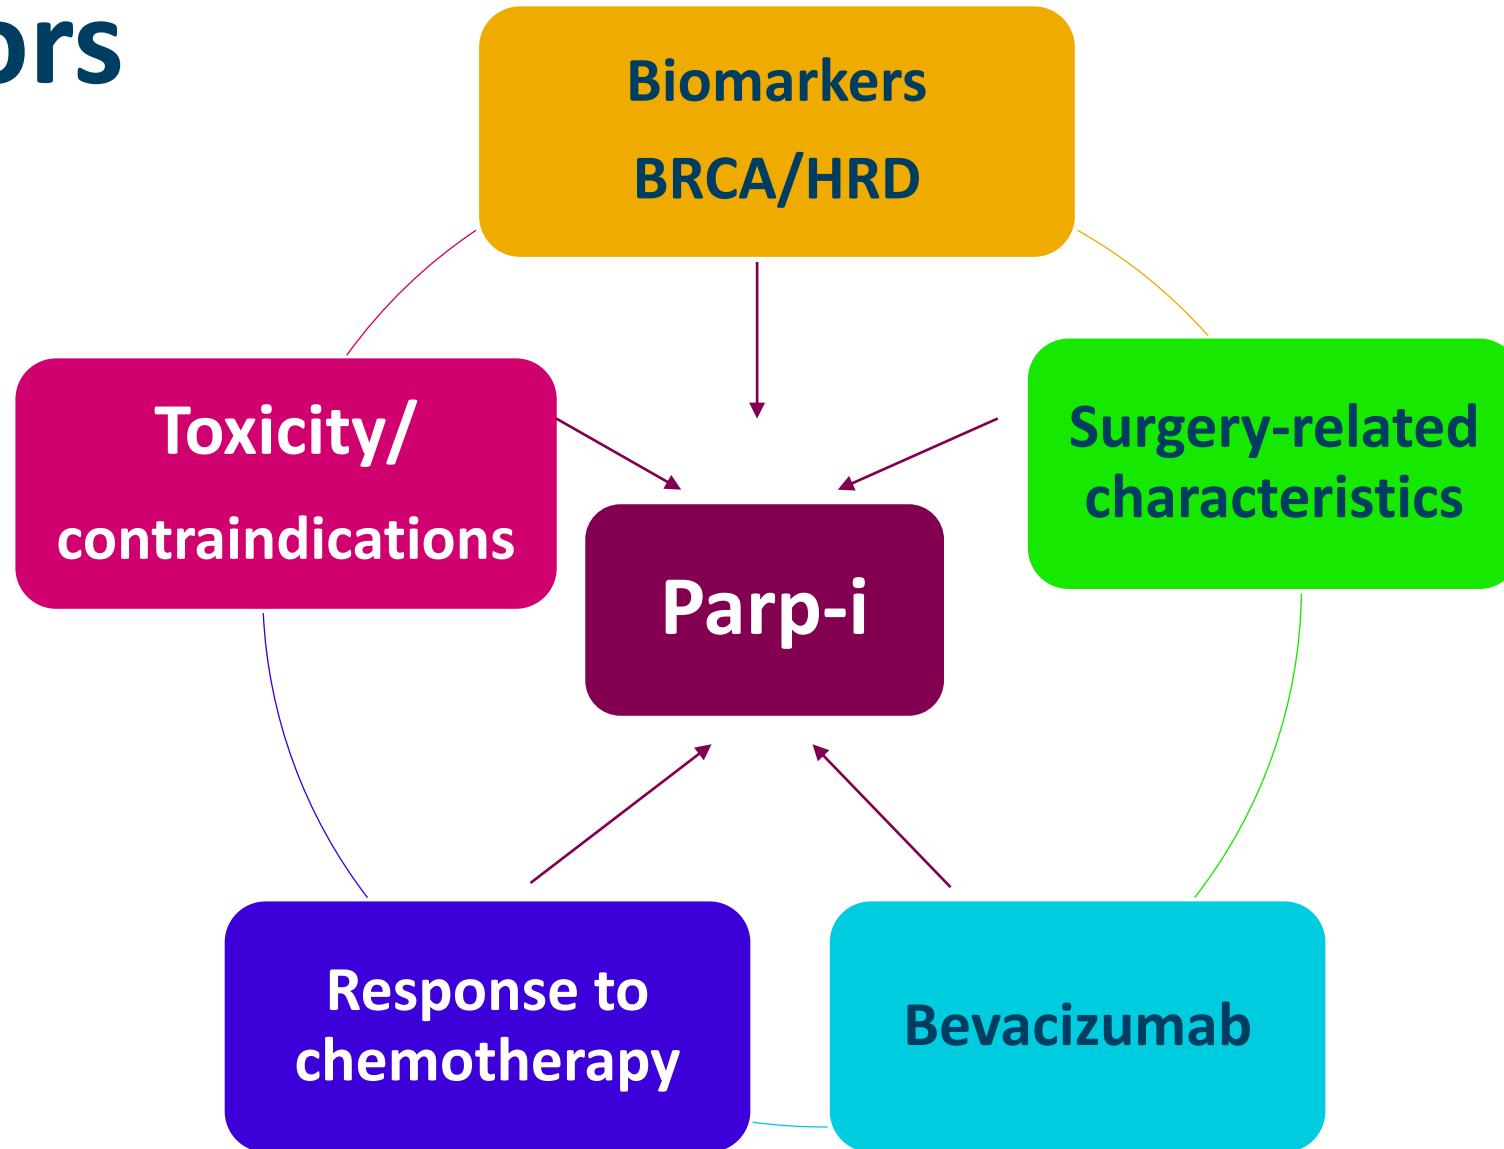 ors
Biomarkers
BRCA/HRD
Toxicity/
contraindications
Surgery-related
characteristics
Parp-i
Response to
chemotherapy
Bevacizumab